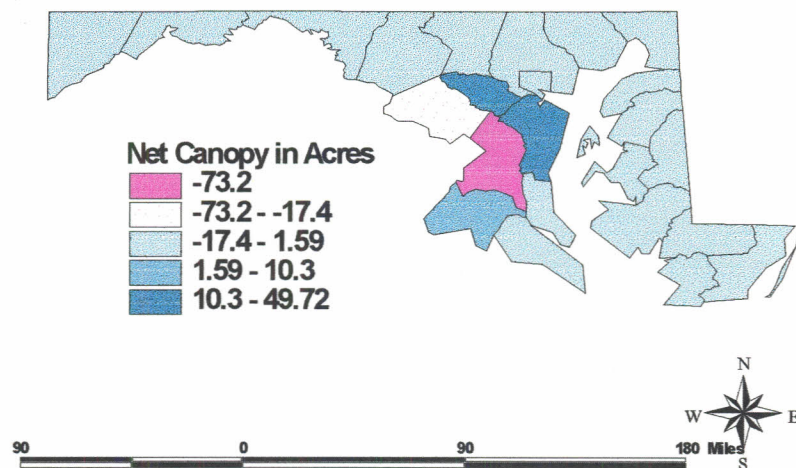 Net Canopy in Acres
-73.2
-73.2 - -17.4
-17.4 - 1.59
1.59 - 10.3
10.3 - 49.72
N
W E
S
90 0 90 180 Miles